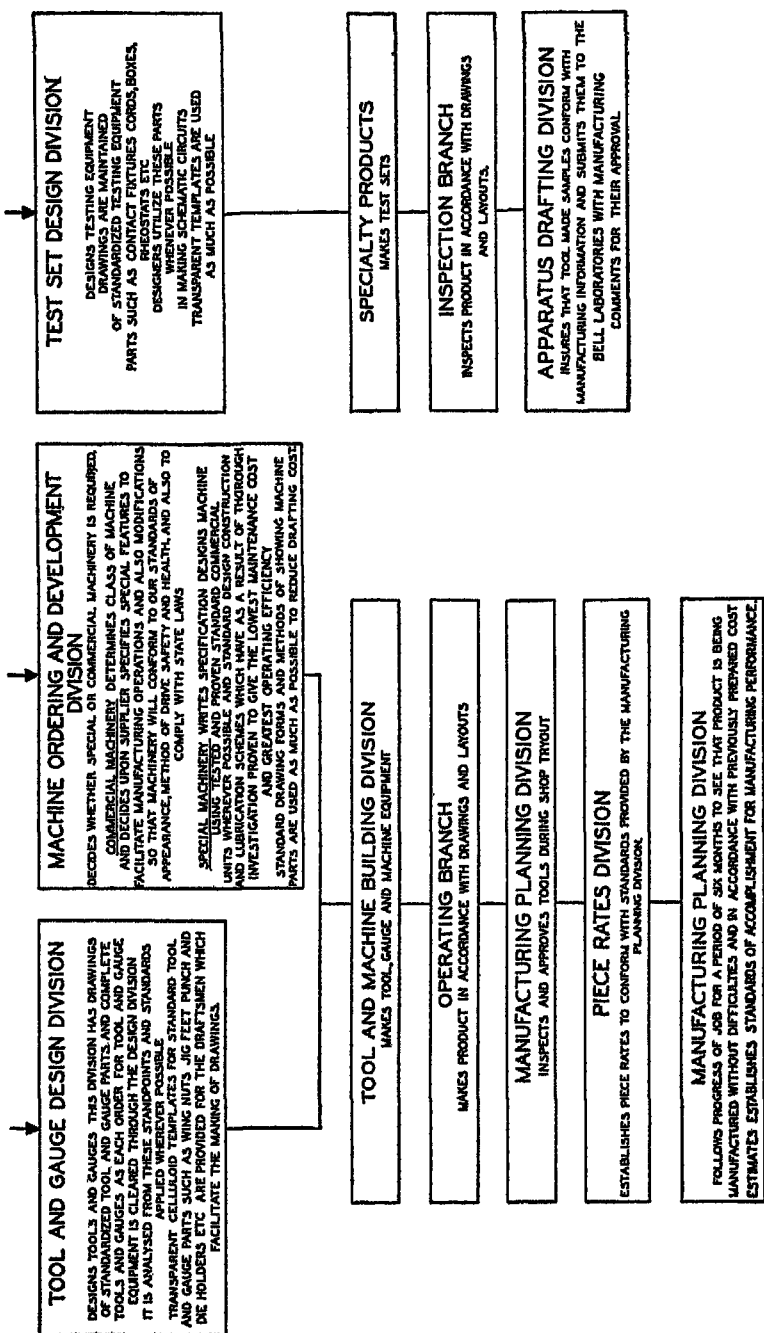 TOOL AND GAUGE DESIGN DIVISION
DESIGNS TOOLS AND GAUGES THIS DIVISION HAS DRAWINGS
OF STANDARDIZED TOOL AND GAUGE PARTS AND COMPLETE
TOOLS AND GAUGES AS EACH ORDER FOR TOOL AND GAUGE
EQUIPMENT IS CLEARED THROUGH THE DESIGN DIVISION
IT IS ANALYSED FROM THESE STANDPOINTS AND STANDARDS
APPLIED WHEREVER POSSIBLE
TRANSPARENT CELLULOID TEMPLATES FOR STANDARD TOOL
AND GAUGE PARTS SUCH AS WING NUTS JIG FEET PUNCH AND
DIE HOLDERS ETC ARE PROVIDED FOR THE DRAFTSMEN WHICH
FACILITATE THE MAKING OF DRAWINGS.
MACHINE ORDERING AND DEVELOPMENT
DIVISION
DECIDES WHETHER SPECIAL OR COMMERCIAL MACHINERY IS REQUIRED,
COMMERCIAL MACHINERY DETERMINES CLASS OF MACHINE
AND DECIDES UPON SUPPLIER SPECIFIES SPECIAL FEATURES TO
FACILITATE MANUFACTURING OPERATIONS AND ALSO MODIFICATIONS
SO THAT MACHINERY WILL CONFORM TO OUR STANDARDS OF
APPEARANCE, METHOD OF DRIVE SAFETY AND HEALTH, AND ALSO TO
COMPLY WITH STATE LAWS
SPECIAL MACHINERY WRITES SPECIFICATION DESIGNS MACHINE
USING TESTED AND PROVEN STANDARD COMMERCIAL
UNITS WHEREVER POSSIBLE AND STANDARD DESIGN CONSTRUCTION
AND LUBRICATION SCHEMES WHICH HAVE AS A RESULT OF THOROUGH
INVESTIGATION PROVEN TO GIVE THE LOWEST MAINTENANCE COST
AND GREATEST OPERATING EFFICIENCY
STANDARD DRAWING FORMS AND METHODS OF SHOWING MACHINE
PARTS ARE USED AS MUCH AS POSSIBLE TO REDUCE DRAFTING COST.
TEST SET DESIGN DIVISION
DESIGNS TESTING EQUIPMENT
DRAWINGS ARE MAINTAINED
OF STANDARDIZED TESTING EQUIPMENT
PARTS SUCH AS CONTACT FIXTURES CORDS, BOXES,
RHEOSTATS ETC
DESIGNERS UTILIZE THESE PARTS
WHENEVER POSSIBLE
IN MAKING SCHEMATIC CIRCUITS
TRANSPARENT TEMPLATES ARE USED
AS MUCH AS POSSIBLE
TOOL AND MACHINE BUILDING DIVISION
MAKES TOOL, GAUGE AND MACHINE EQUIPMENT
OPERATING BRANCH
MAKES PRODUCT IN ACCORDANCE WITH DRAWINGS AND LAYOUTS
MANUFACTURING PLANNING DIVISION
INSPECTS AND APPROVES TOOLS DURING SHOP TRYOUT
PIECE RATES DIVISION
ESTABLISHES PIECE RATES TO CONFORM WITH STANDARDS PROVIDED BY THE MANUFACTURING
PLANNING DIVISION.
MANUFACTURING PLANNING DIVISION
FOLLOWS PROGRESS OF JOB FOR A PERIOD OF SIX MONTHS TO SEE THAT PRODUCT IS BEING
MANUFACTURED WITHOUT DIFFICULTIES AND IN ACCORDANCE WITH PREVIOUSLY PREPARED COST
ESTIMATES ESTABLISHES STANDARDS OF ACCOMPLISHMENT FOR MANUFACTURING PERFORMANCE.
SPECIALTY PRODUCTS
MAKES TEST SETS
INSPECTION BRANCH
INSPECTS PRODUCT IN ACCORDANCE WITH DRAWINGS
AND LAYOUTS.
APPARATUS DRAFTING DIVISION
INSURES THAT TOOL MADE SAMPLES CONFORM WITH
MANUFACTURING INFORMATION AND SUBMITS THEM TO THE
BELL LABORATORIES WITH MANUFACTURING
COMMENTS FOR THEIR APPROVAL